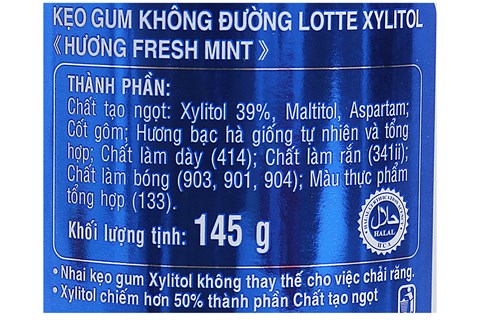 KẸO GUM KHÔNG ĐƯỜNG LOTTE XYLITOL
《HƯƠNG FRESH MINT》
THÀNH PHẦN:
Chất tạo ngọt: Xylitol 39%, Maltitol, Aspartam;
Cốt gôm; Hương bạc hà giống tự nhiên và tổng
hợp; Chất làm dày (414); Chất làm rắn (341ii);
Chất làm bóng (903, 901, 904); Màu thực phẩm
tổng hợp (133).
Khối lượng tịnh: 145 g
حلال
HALAL
• Nhai kẹo gum Xylitol không thay thế cho việc chải răng.
• Xylitol chiếm hơn 50% thành phần Chất tạo ngọt